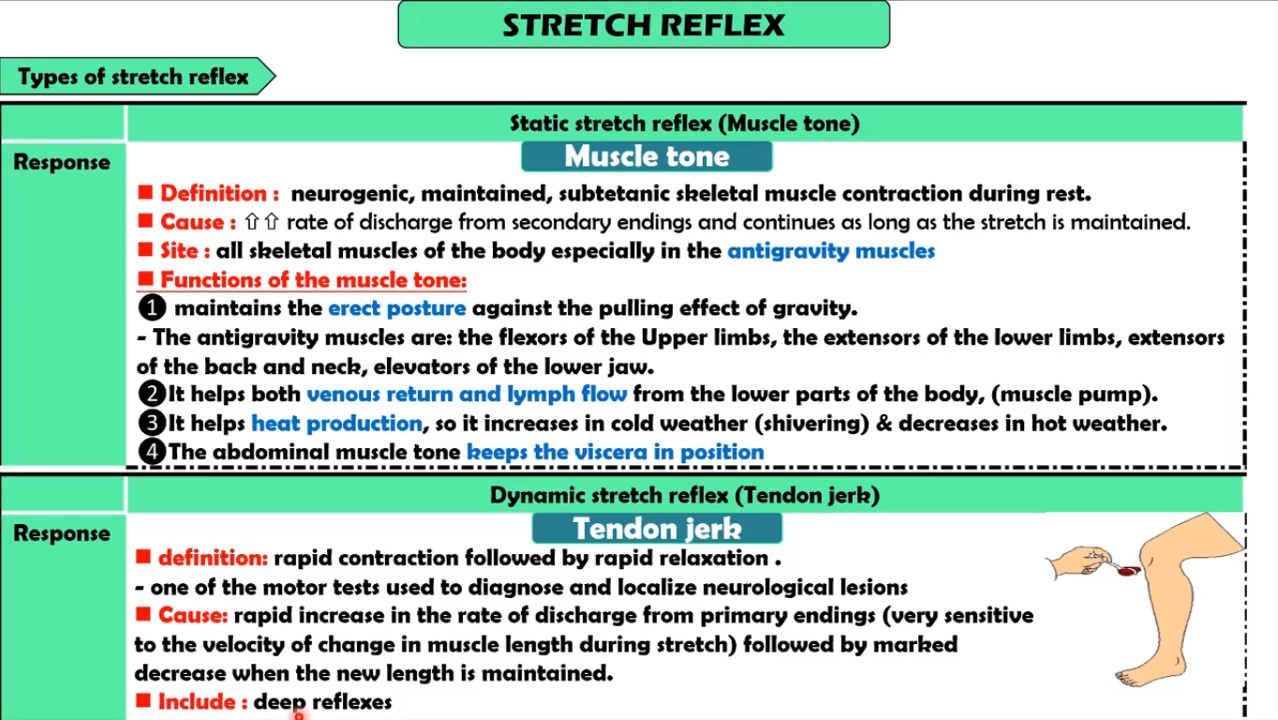 STRETCH REFLEX
Types of stretch reflex
Static stretch reflex (Muscle tone)
Response
Muscle tone
■ Definition : neurogenic, maintained, subtetanic skeletal muscle contraction during rest.
■ Cause : ⇧⇧ rate of discharge from secondary endings and continues as long as the stretch is maintained.
■ Site : all skeletal muscles of the body especially in the antigravity muscles
■ Functions of the muscle tone:
❶ maintains the erect posture against the pulling effect of gravity.
- The antigravity muscles are: the flexors of the Upper limbs, the extensors of the lower limbs, extensors
of the back and neck, elevators of the lower jaw.
❷It helps both venous return and lymph flow from the lower parts of the body, (muscle pump).
❸It helps heat production, so it increases in cold weather (shivering) & decreases in hot weather.
❹The abdominal muscle tone keeps the viscera in position
Dynamic stretch reflex (Tendon jerk)
Response
Tendon jerk
■ definition: rapid contraction followed by rapid relaxation .
- one of the motor tests used to diagnose and localize neurological lesions
■ Cause: rapid increase in the rate of discharge from primary endings (very sensitive
to the velocity of change in muscle length during stretch) followed by marked
decrease when the new length is maintained.
■ Include : deep reflexes